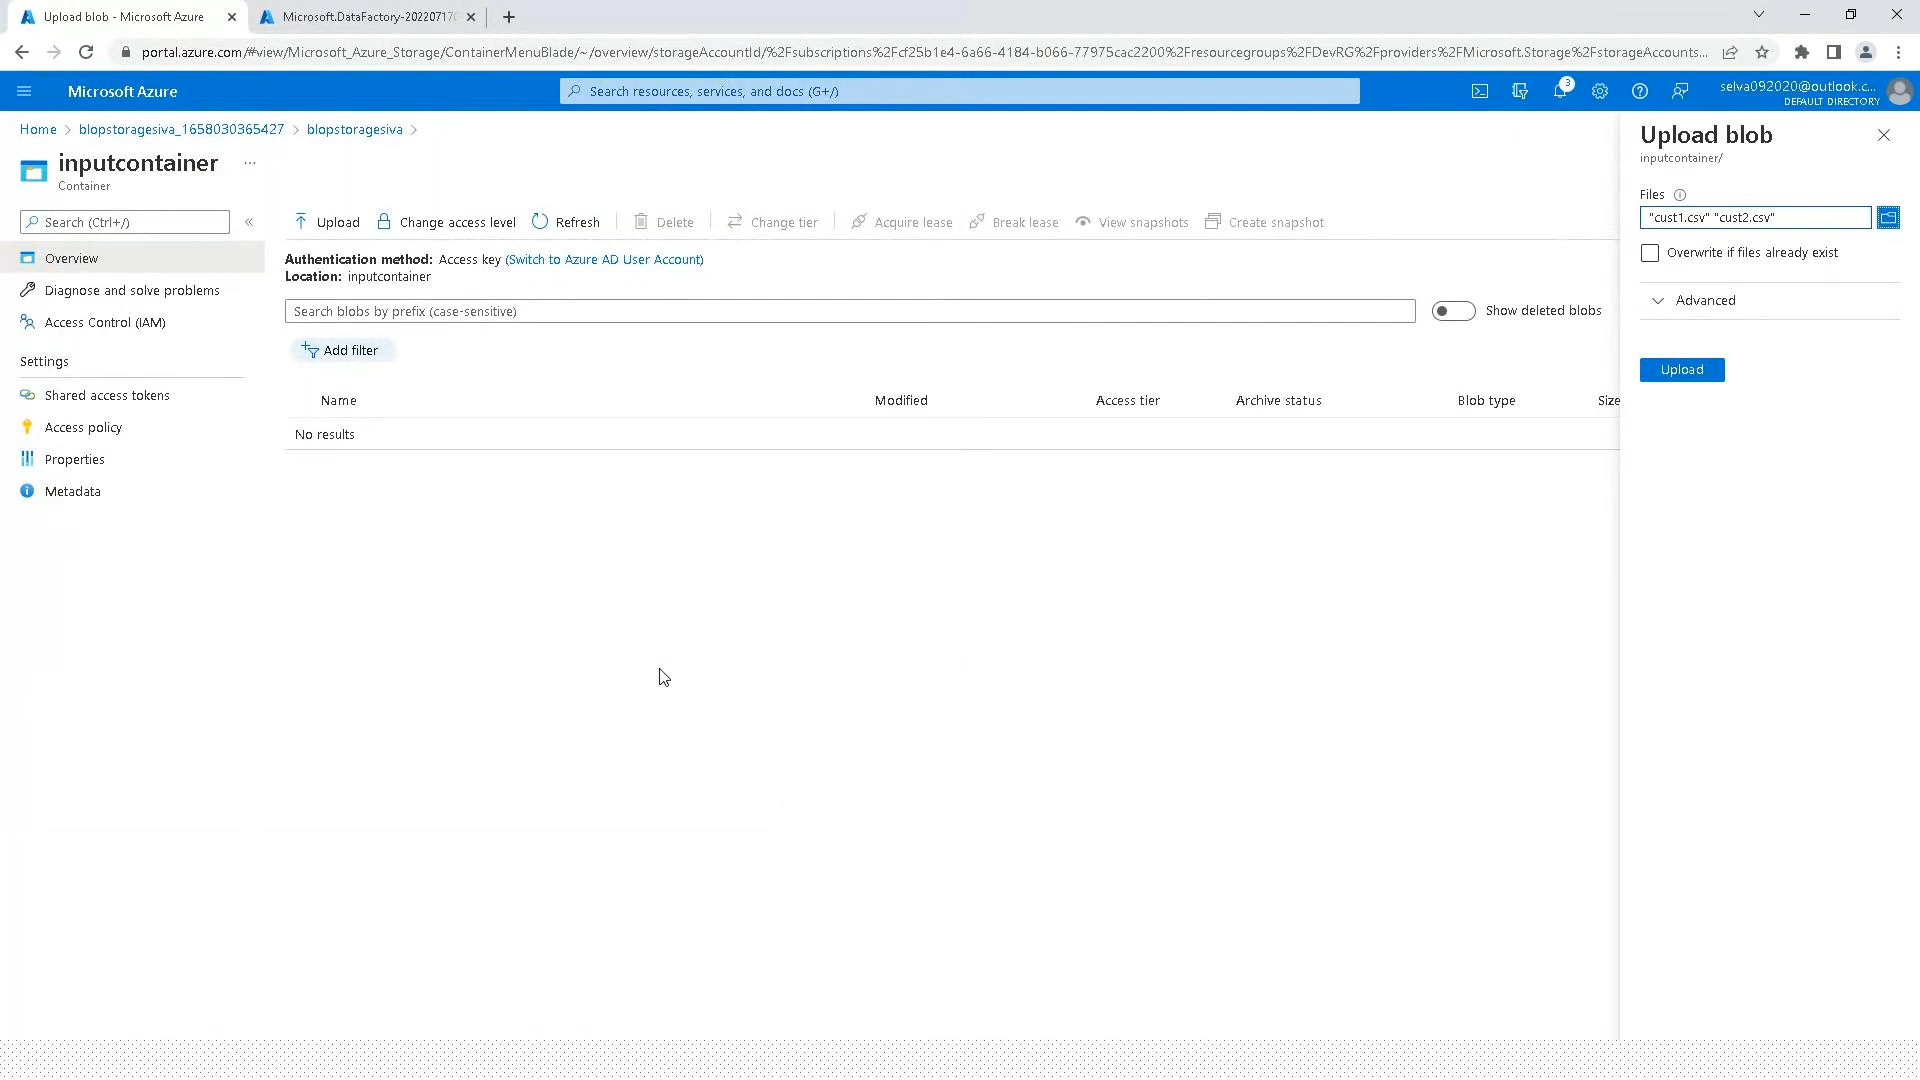 Upload blob - Microsoft Azure
Microsoft.DataFactory-202207170
portal.azure.com/#view/Microsoft_Azure_Storage/ContainerMenuBlade/~/overview/storageAccountId/%2Fsubscriptions%2Fcf25b1e4-6a66-4184-b066-77975cac2200%2Fresourcegroups%2FDevRG%2Fproviders%2FMicrosoft.Storage%2FstorageAccounts...
Microsoft Azure
Search resources, services, and docs (G+/)
3
selva092020@outlook.c...
DEFAULT DIRECTORY
Home > blopstoragesiva_1658030365427 > blopstoragesiva >
inputcontainer ...
Container
Search (Ctrl+/)
Overview
Diagnose and solve problems
Access Control (IAM)
Settings
Shared access tokens
Access policy
Properties
Metadata
Upload Change access level Refresh Delete Change tier Acquire lease Break lease View snapshots Create snapshot
Authentication method: Access key (Switch to Azure AD User Account)
Location: inputcontainer
Search blobs by prefix (case-sensitive)
Show deleted blobs
Add filter
Name Modified Access tier Archive status Blob type Size
No results
Upload blob
inputcontainer/
Files
"cust1.csv" "cust2.csv"
Overwrite if files already exist
Advanced
Upload